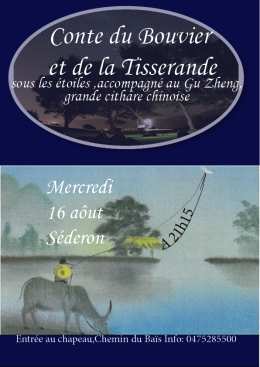 Conte du Bouvier
et de la Tisserande
sous les étoiles ,accompagné au Gu Zheng,
grande cithare chinoise
Mercredi
16 aôut
Séderon
21h15
Entrée au chapeau,Chemin du Baïs Info: 0475285500